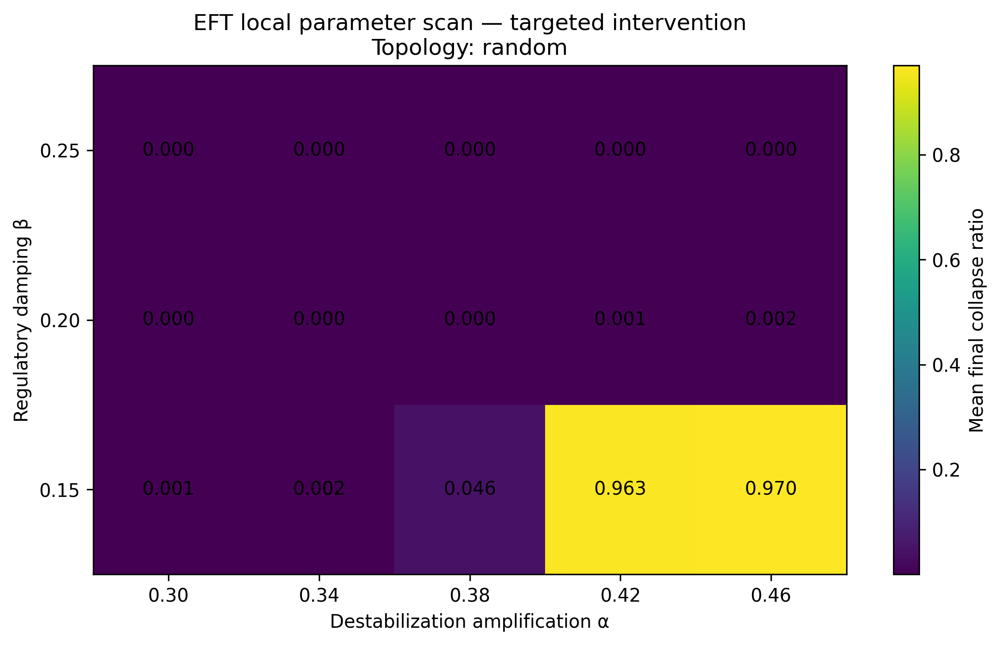 EFT local parameter scan — targeted intervention
Topology: random
Regulatory damping β
0.25
0.000 0.000 0.000 0.000 0.000
0.20
0.000 0.000 0.000 0.001 0.002
0.15
0.001 0.002 0.046 0.963 0.970
0.30 0.34 0.38 0.42 0.46
Destabilization amplification α
0.8
0.6
0.4
0.2
Mean final collapse ratio